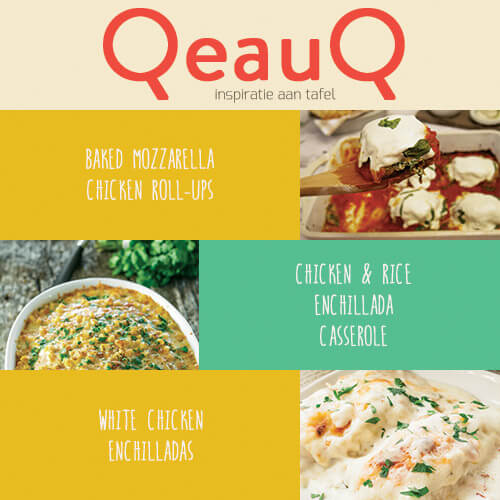 QeauQ
inspiratie aan tafel
BAKED MOZZARELLA
CHICKEN ROLL-UPS
CHICKEN & RICE
ENCHILLADA
CASSEROLE
WHITE CHICKEN
ENCHILLADAS